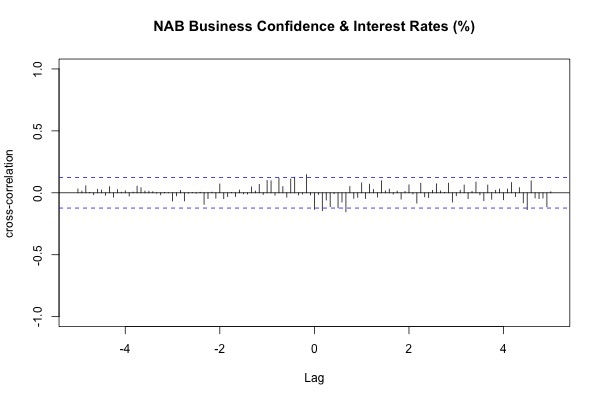 NAB Business Confidence & Interest Rates (%)
1.0
0.5
0.0
-0.5
-1.0
cross-correlation
-4 -2 0 2 4
Lag